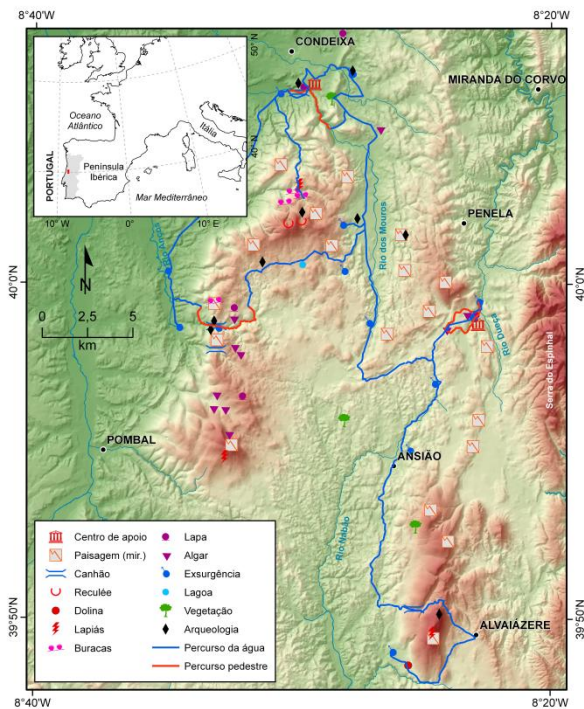 8°40'W
8°20'W
CONDEIXA
MIRANDA DO CORVO
PENELA
Oceano
Atlântico
Itália
Península
Ibérica
PORTUGAL
Mar Mediterrâneo
50°N
40°N
10°W
0°
10°E
N
0 2,5 5
km
40°0'N
40°0'N
Rio dos Mouros
Rio Dueça
Serra do Espinhal
POMBAL
ANSIÃO
Rio Nabão
ALVAIÁZERE
39°50'N
39°50'N
Centro de apoio
Paisagem (mir.)
Canhão
Reculée
Dolina
Lapiás
Buracas
Lapa
Algar
Exsurgência
Lagoa
Vegetação
Arqueologia
Percurso da água
Percurso pedestre
8°40'W
8°20'W